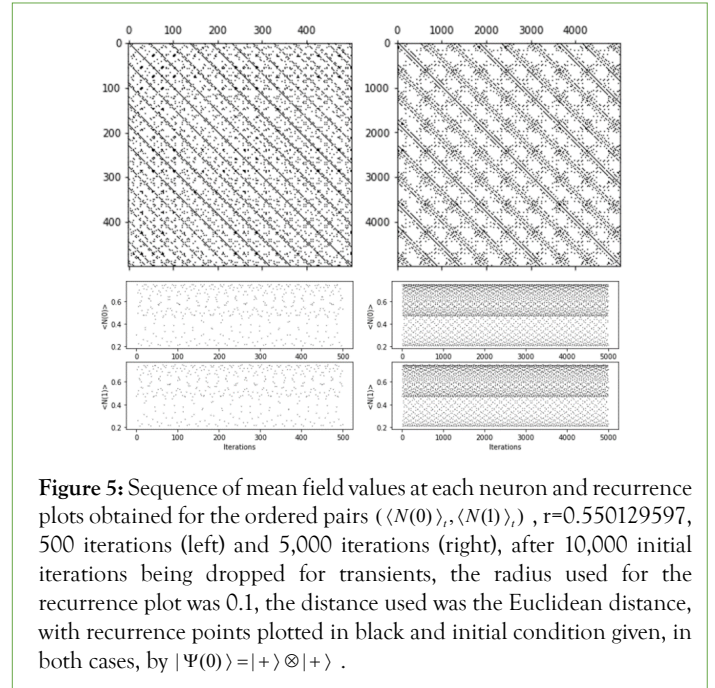 0 100 200 300 400
0 1000 2000 3000 4000
0
100
200
300
400
0
1000
2000
3000
4000
<N(0)>
0.6
0.4
0.2
0 100 200 300 400 500
<N(0)>
0.6
0.4
0.2
0 1000 2000 3000 4000 5000
<N(1)>
0.6
0.4
0.2
0 100 200 300 400 500
Iterations
<N(1)>
0.6
0.4
0.2
0 1000 2000 3000 4000 5000
Iterations
Figure 5: Sequence of mean field values at each neuron and recurrence
plots obtained for the ordered pairs (⟨N(0)⟩ₜ,⟨N(1)⟩ₜ) , r=0.550129597,
500 iterations (left) and 5,000 iterations (right), after 10,000 initial
iterations being dropped for transients, the radius used for the
recurrence plot was 0.1, the distance used was the Euclidean distance,
with recurrence points plotted in black and initial condition given, in
both cases, by |Ψ(0)⟩=|+⟩⊗|+⟩ .